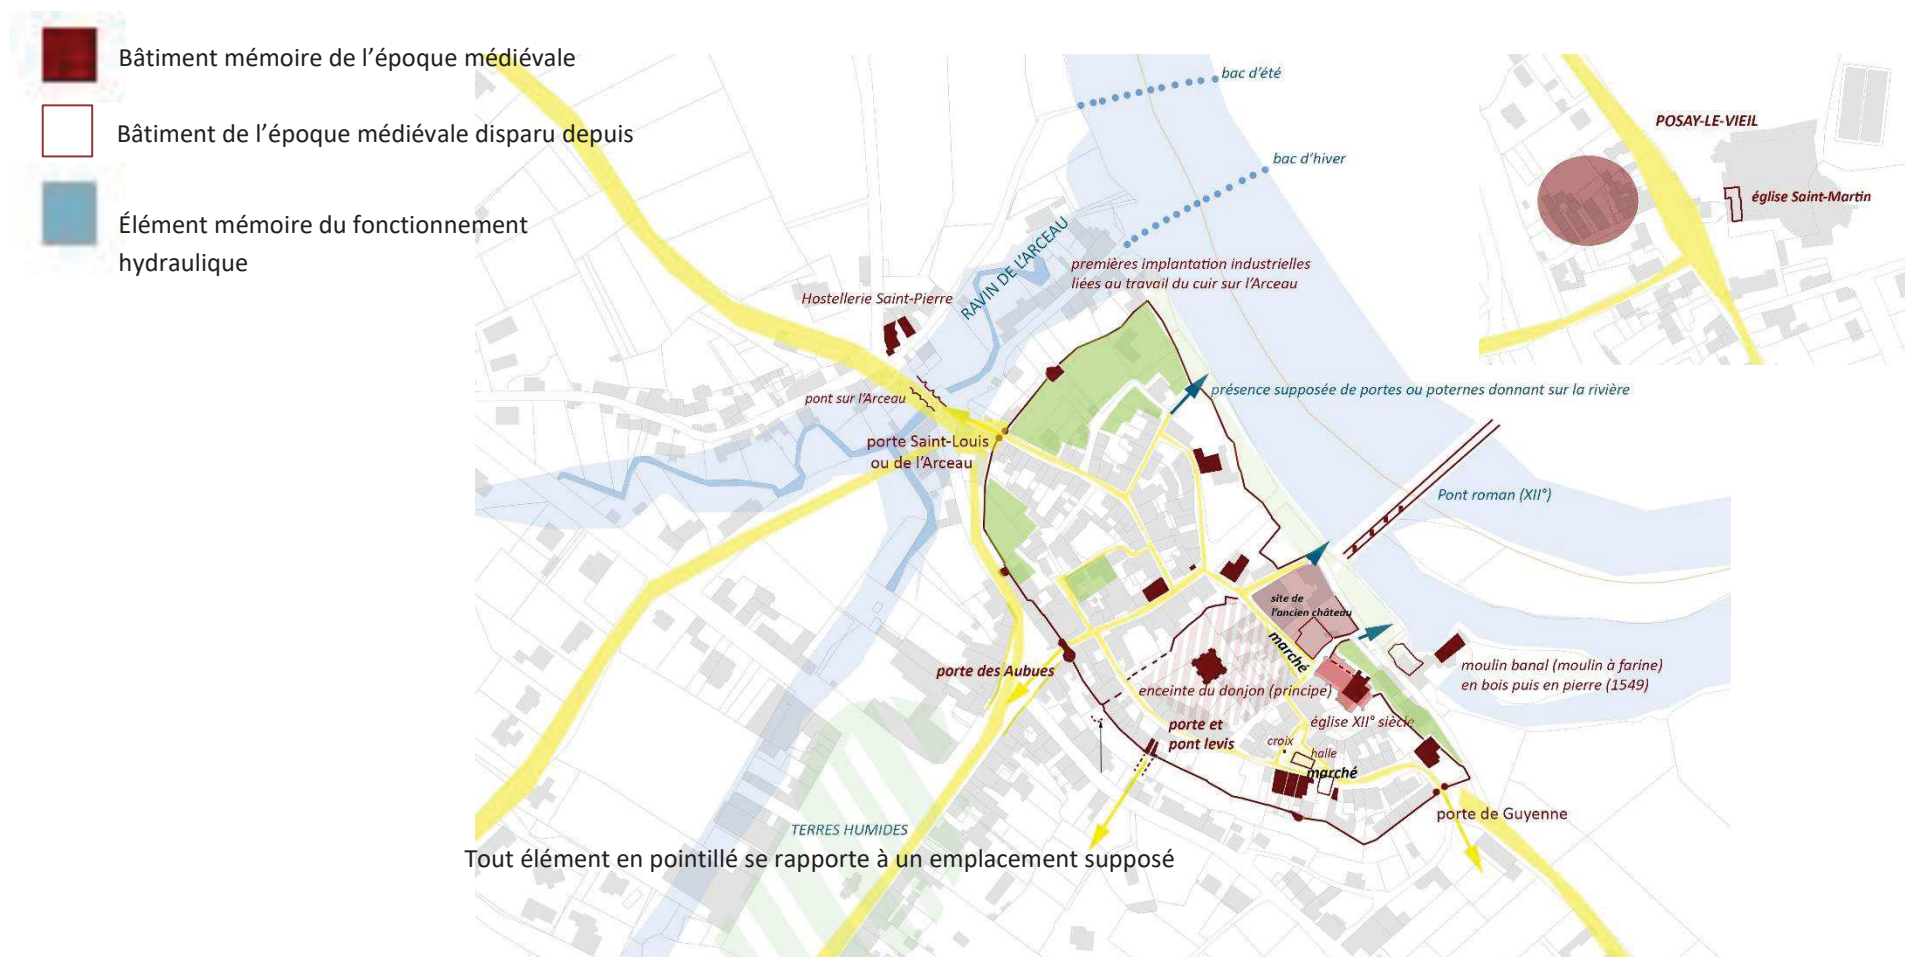 Bâtiment mémoire de l’époque médiévale
Bâtiment de l’époque médiévale disparu depuis
Élément mémoire du fonctionnement
hydraulique
bac d'été
bac d'hiver
POSAY-LE-VIEIL
église Saint-Martin
RAVIN DE L'ARCEAU
premières implantation industrielles
liées au travail du cuir sur l'Arceau
Hostellerie Saint-Pierre
pont sur l'Arceau
présence supposée de portes ou poternes donnant sur la rivière
porte Saint-Louis
ou de l'Arceau
Pont roman (XII°)
site de
l'ancien château
marché
porte des Aubues
moulin banal (moulin à farine)
en bois puis en pierre (1549)
enceinte du donjon (principe)
église XII° siècle
porte et
pont levis
croix
halle
marché
porte de Guyenne
TERRES HUMIDES
Tout élément en pointillé se rapporte à un emplacement supposé